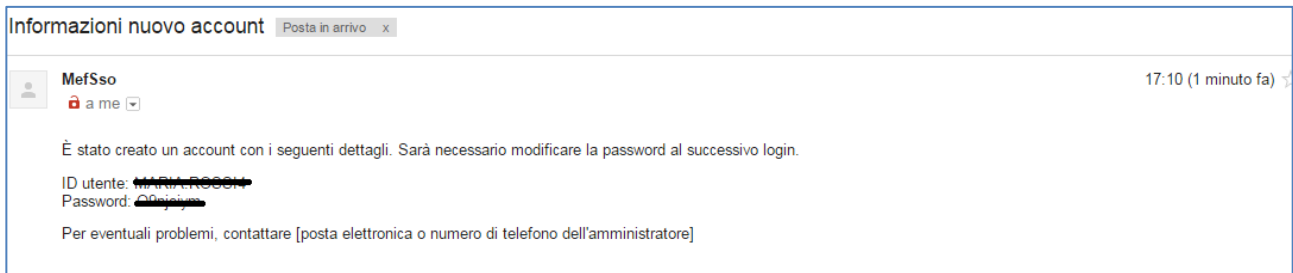 Informazioni nuovo account Posta in arrivo x
MefSso 17:10 (1 minuto fa)
a me
È stato creato un account con i seguenti dettagli. Sarà necessario modificare la password al successivo login.
ID utente:
Password:
Per eventuali problemi, contattare [posta elettronica o numero di telefono dell'amministratore]